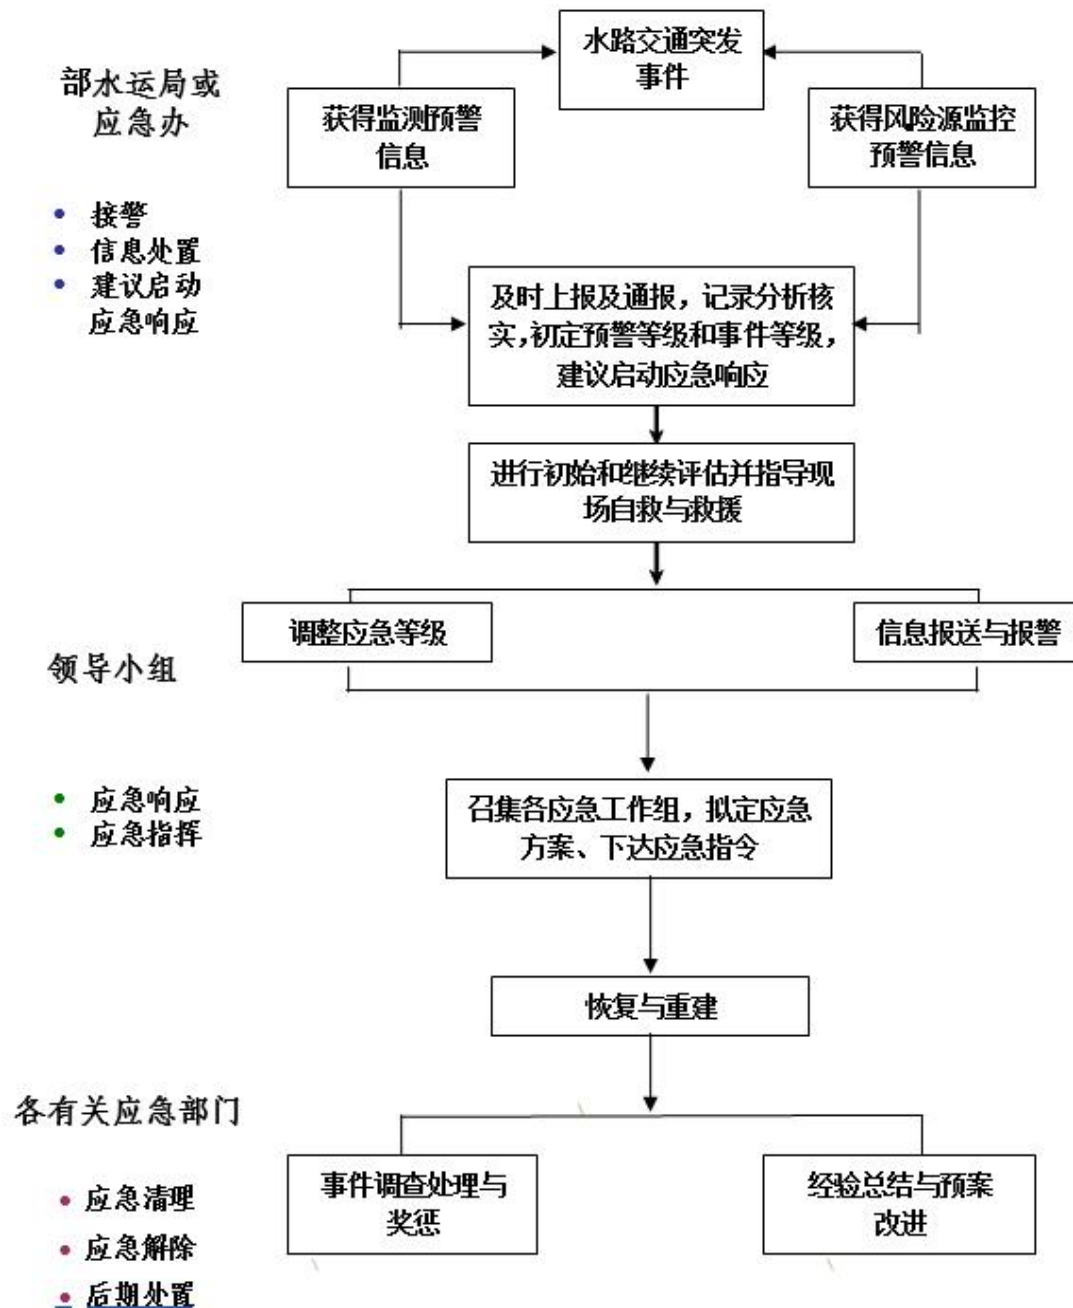 水路交通突发
事件
部水运局或
应急办
获得监测预警
信息
获得风险源监控
预警信息
接警
信息处置
建议启动
应急响应
及时上报及通报，记录分析核
实，初定预警等级和事件等级，
建议启动应急响应
进行初始和继续评估并指导现
场自救与救援
调整应急等级
信息报送与报警
领导小组
应急响应
应急指挥
召集各应急工作组，拟定应急
方案、下达应急指令
恢复与重建
各有关应急部门
事件调查处理与
奖惩
经验总结与预案
改进
应急清理
应急解除
后期处置